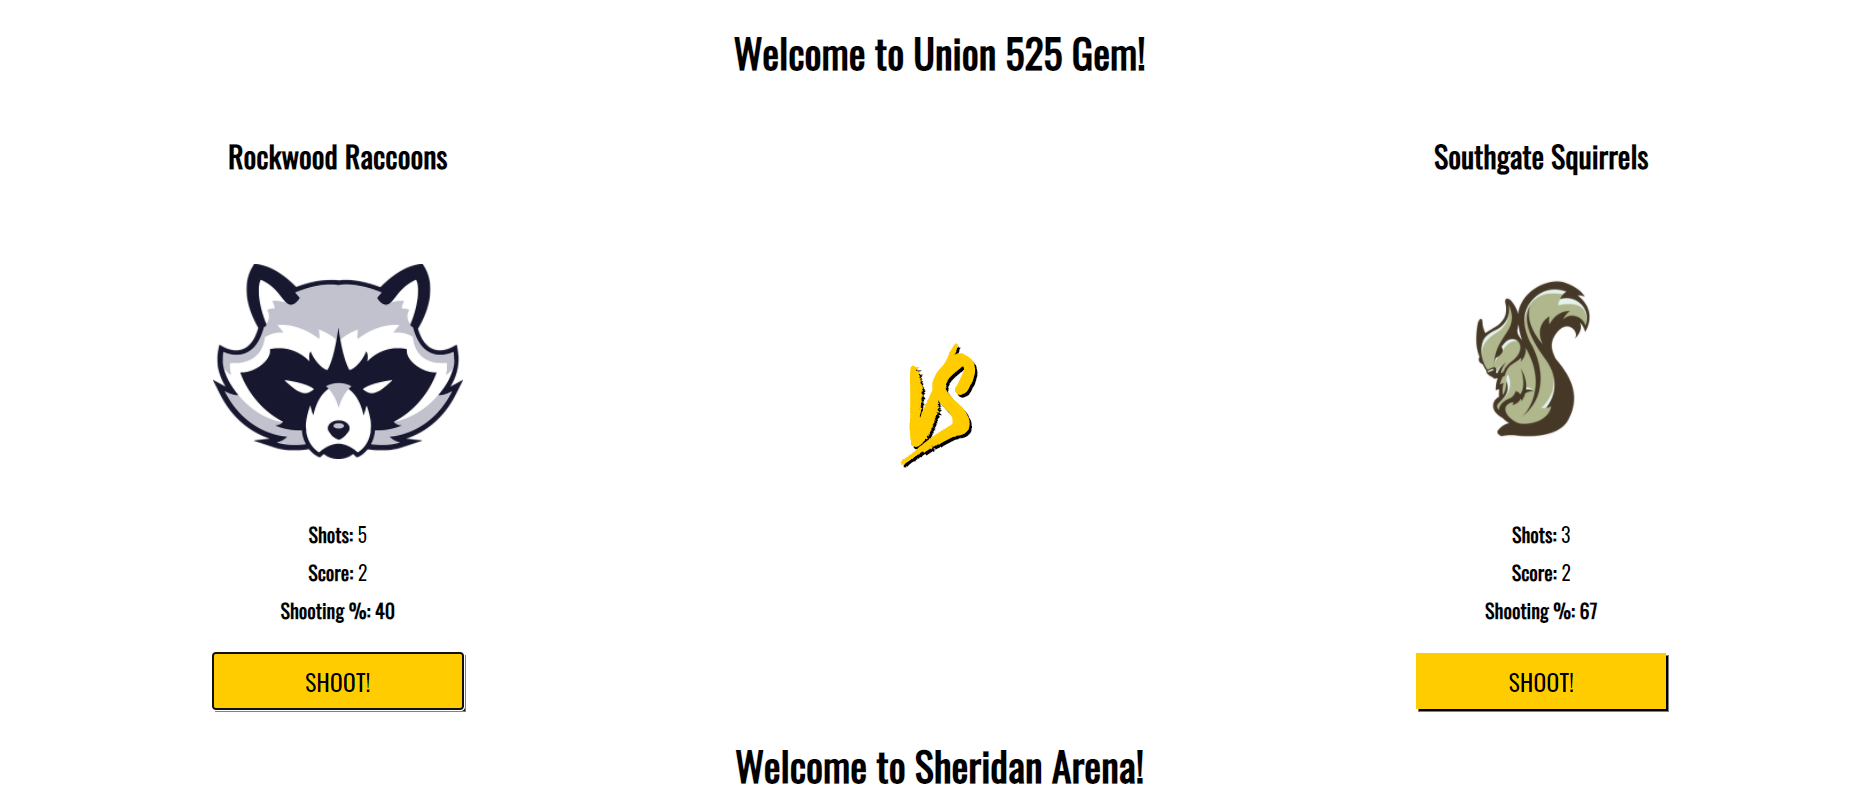 Welcome to Union 525 Gem!
Rockwood Raccoons
Southgate Squirrels
VS
Shots: 5
Score: 2
Shooting %: 40
SHOOT!
Shots: 3
Score: 2
Shooting %: 67
SHOOT!
Welcome to Sheridan Arena!